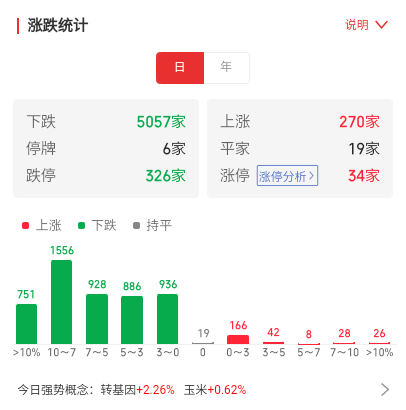 涨跌统计 说明
日 年
下跌 5057家 上涨 270家
停牌 6家 平家 19家
跌停 326家 涨停 涨停分析 34家
上涨 下跌 持平
751 1556 928 886 936 19 166 42 8 28 26
>10% 10～7 7～5 5～3 3～0 0 0～3 3～5 5～7 7～10 >10%
今日强势概念：转基因+2.26% 玉米+0.62%